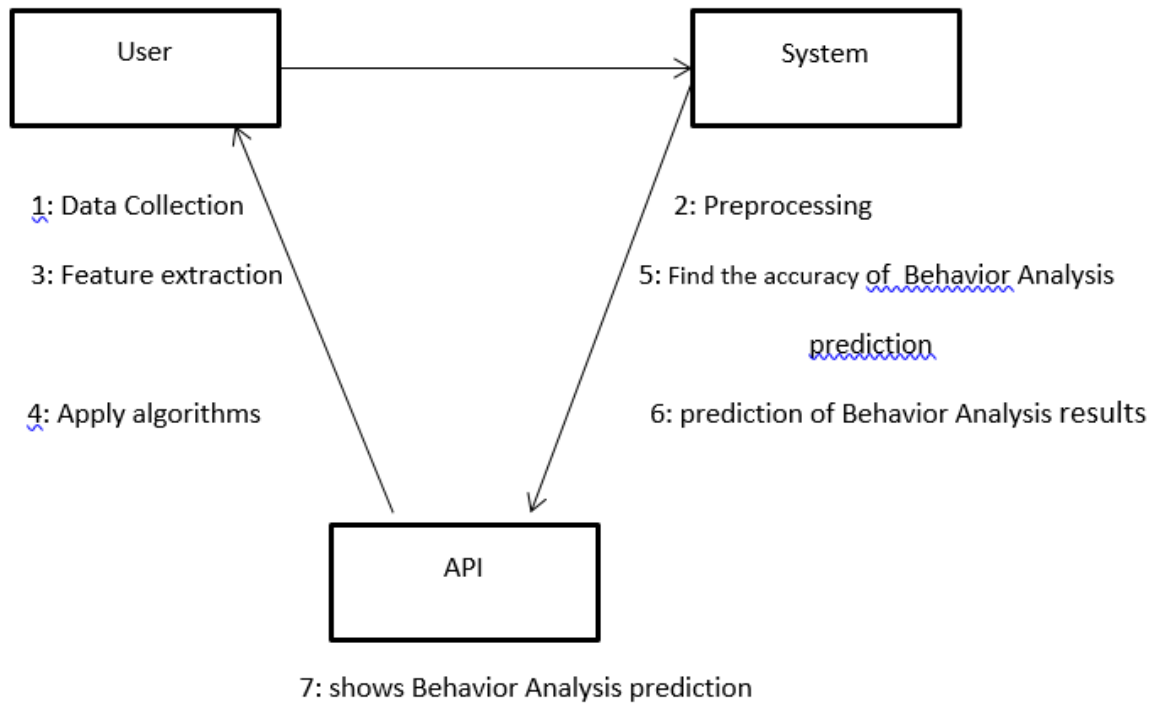 User
System
1: Data Collection
2: Preprocessing
3: Feature extraction
5: Find the accuracy of  Behavior Analysis
prediction
4: Apply algorithms
6: prediction of Behavior Analysis results
API
7: shows Behavior Analysis prediction